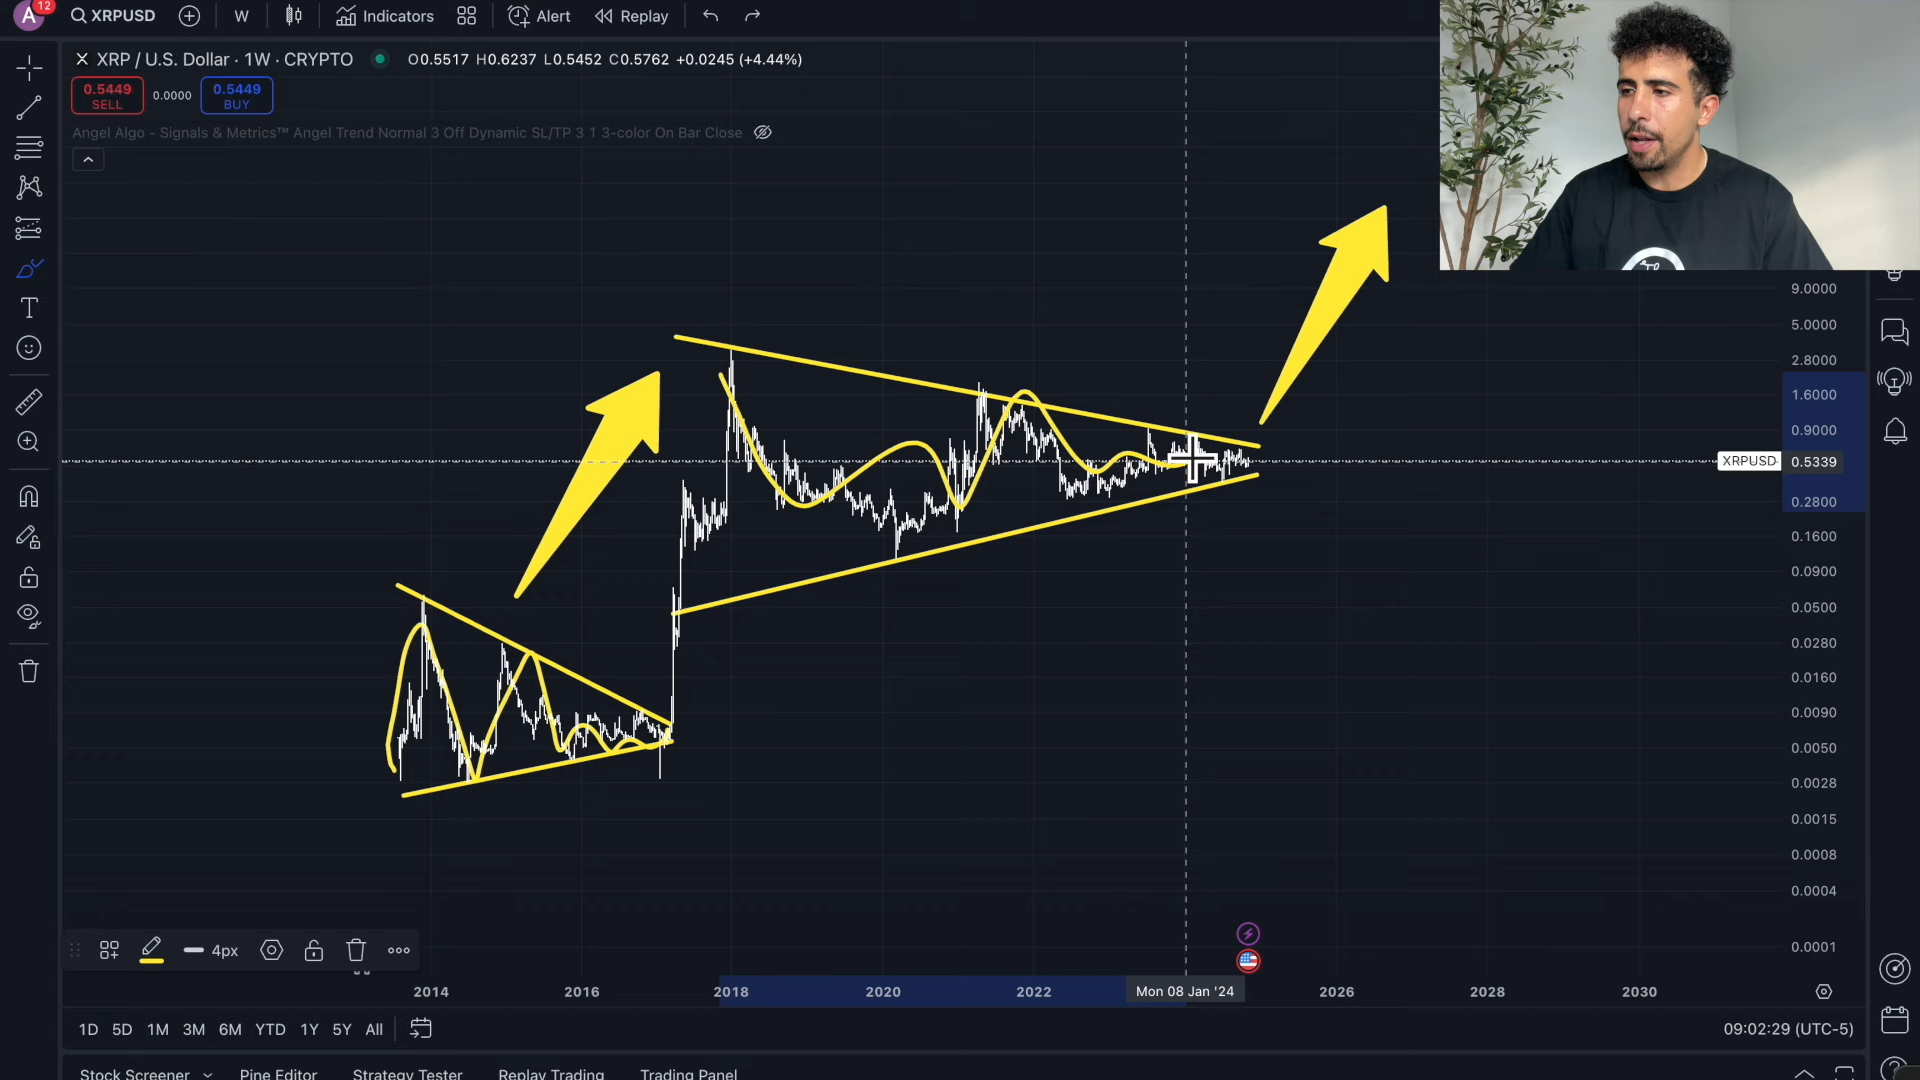 A 12 XRPUSD W Indicators Alert Replay
XRP / U.S. Dollar · 1W · CRYPTO O0.5517 H0.6237 L0.5452 C0.5762 +0.0245 (+4.44%)
0.5449 SELL 0.0000 0.5449 BUY
Angel Algo - Signals & Metrics™ Angel Trend Normal 3 Off Dynamic SL/TP 3 1 3-color On Bar Close
9.0000
5.0000
2.8000
1.6000
0.9000
XRPUSD 0.5339
0.2800
0.1600
0.0900
0.0500
0.0280
0.0160
0.0090
0.0050
0.0028
0.0015
0.0008
0.0004
0.0001
4px
2014 2016 2018 2020 2022 Mon 08 Jan '24 2026 2028 2030
1D 5D 1M 3M 6M YTD 1Y 5Y All 09:02:29 (UTC-5)
Stock Screener Pine Editor Strategy Tester Replay Trading Trading Panel